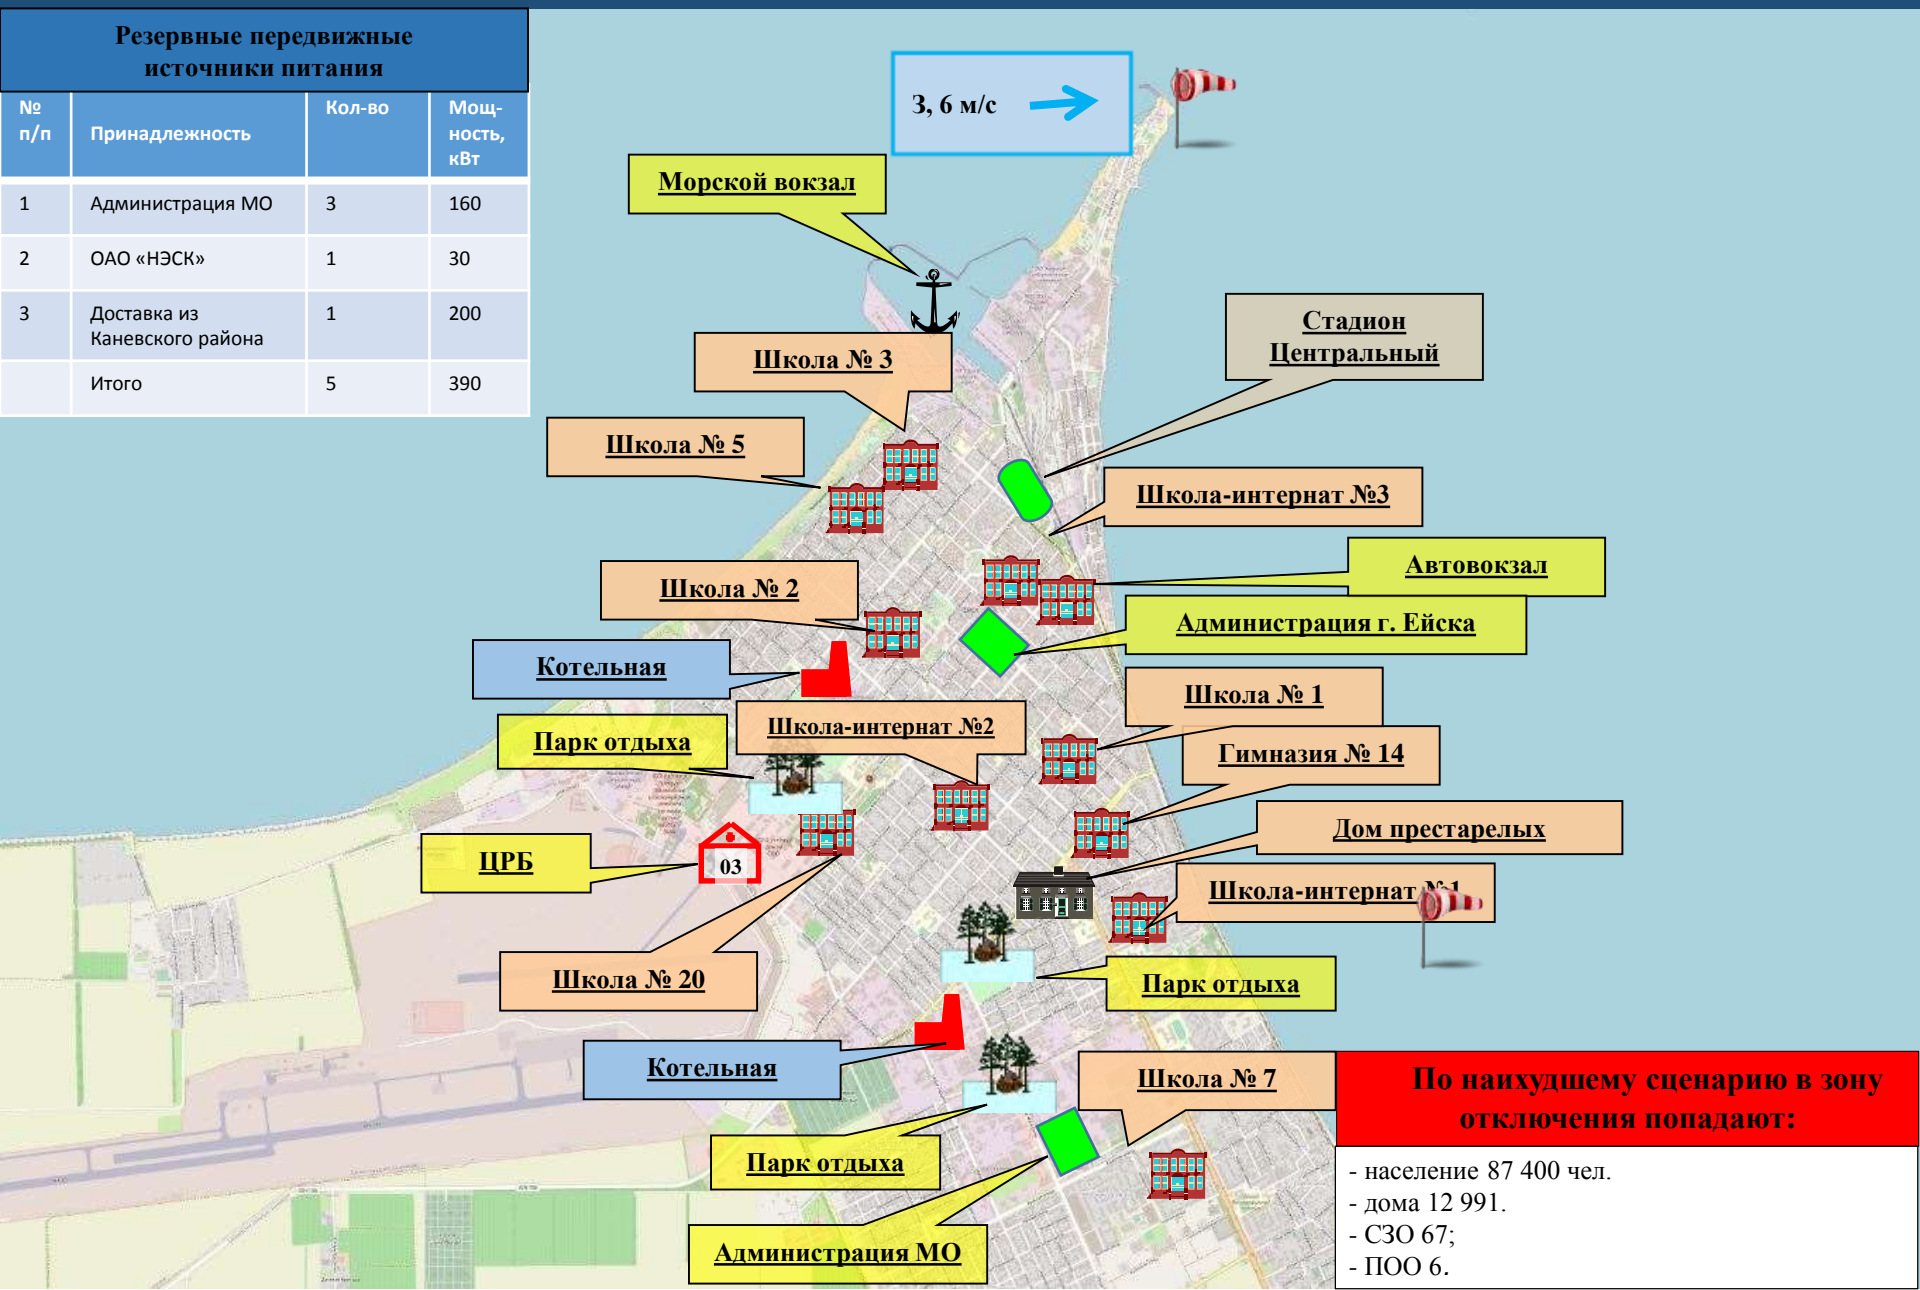 Резервные передвижные
источники питания
№ п/п Принадлежность Кол-во Мощ-ность, кВт
1 Администрация МО 3 160
2 ОАО «НЭСК» 1 30
3 Доставка из Каневского района 1 200
Итого 5 390
З, 6 м/с
Морской вокзал
Стадион
Центральный
Школа № 3
Школа № 5
Школа-интернат №3
Автовокзал
Школа № 2
Администрация г. Ейска
Котельная
Школа № 1
Школа-интернат №2
Парк отдыха
Гимназия № 14
Дом престарелых
ЦРБ
03
Школа-интернат №1
Школа № 20
Парк отдыха
Котельная
Школа № 7
Парк отдыха
Администрация МО
По наихудшему сценарию в зону
отключения попадают:
- население 87 400 чел.
- дома 12 991.
- СЗО 67;
- ПОО 6.